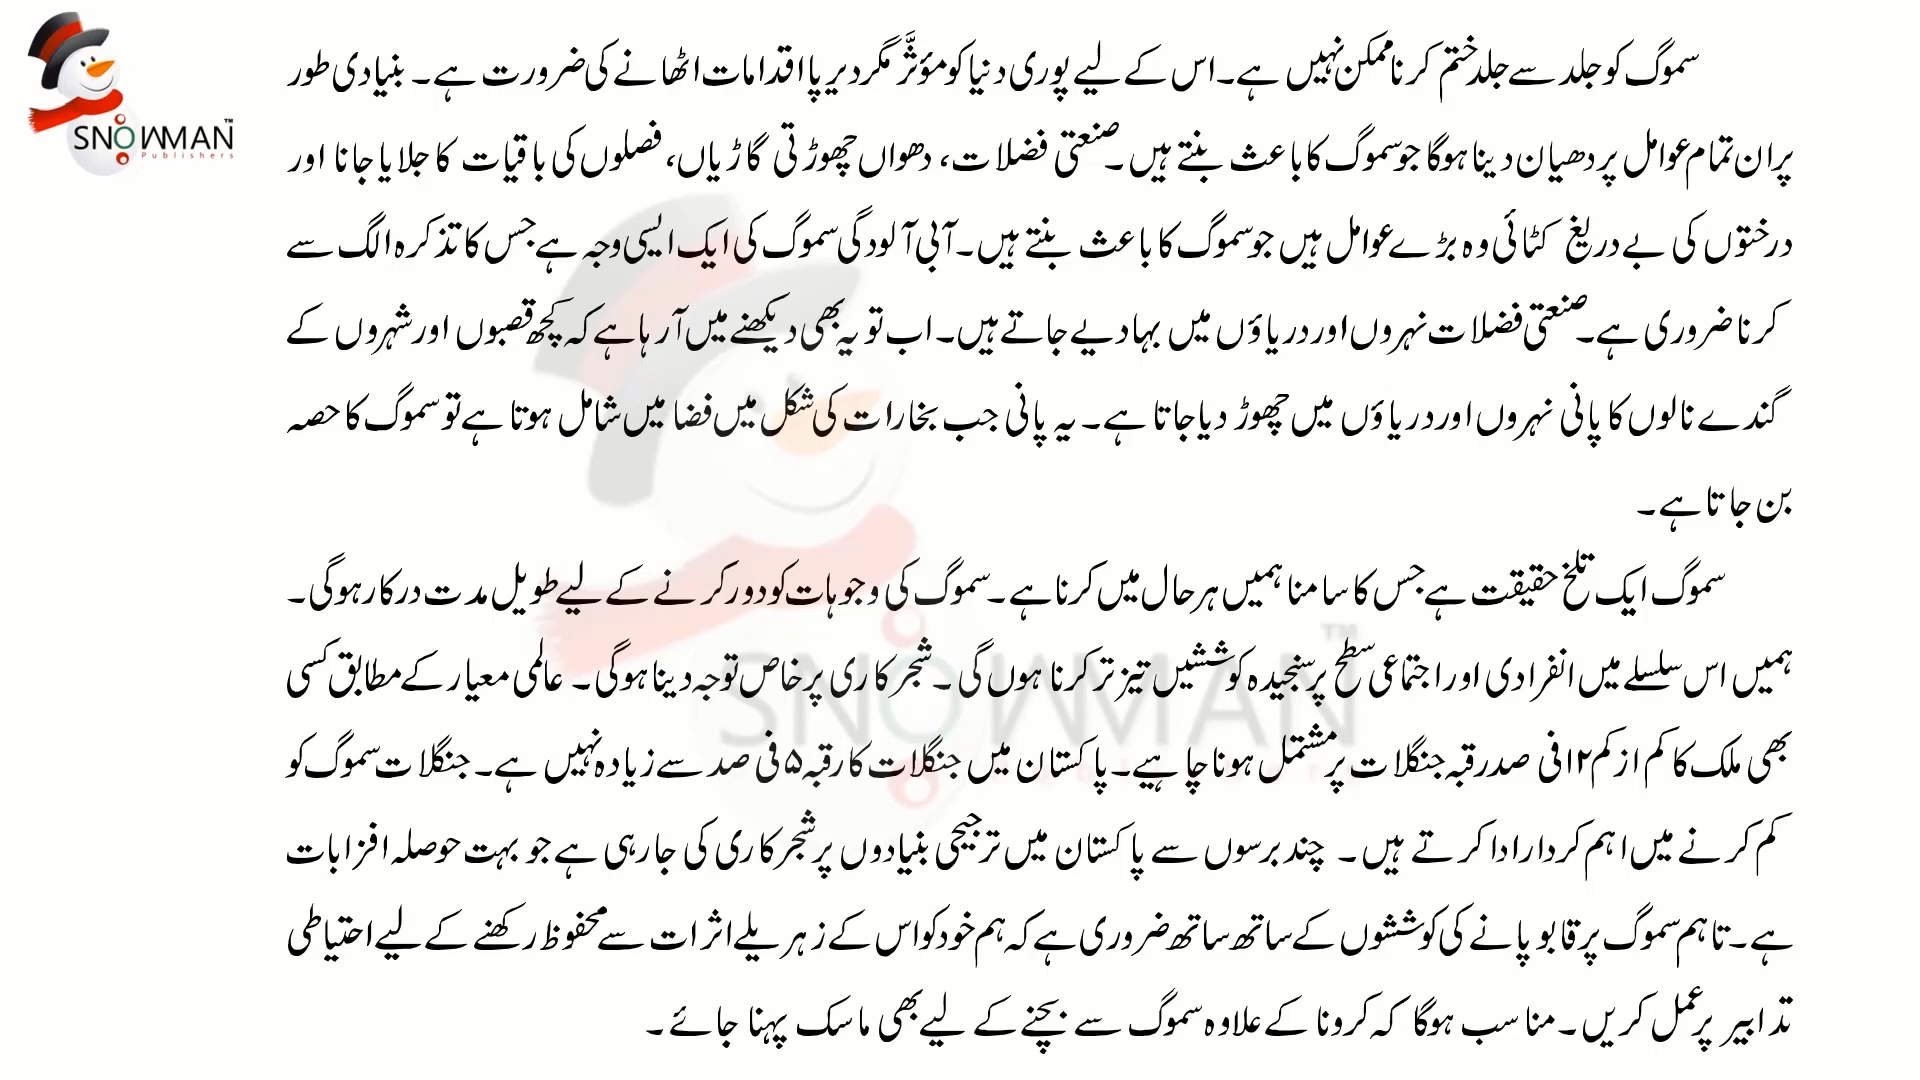 SNOWMAN™
Publishers
سموگ کو جلد سے جلد ختم کرنا ممکن نہیں ہے۔ اس کے لیے پوری دنیا کو مؤثّر مگر دیرپا اقدامات اٹھانے کی ضرورت ہے۔ بنیادی طور
پر ان تمام عوامل پر دھیان دینا ہوگا جو سموگ کا باعث بنتے ہیں۔ صنعتی فضلات، دھواں چھوڑتی گاڑیاں، فصلوں کی باقیات کا جلایا جانا اور
درختوں کی بے دریغ کٹائی وہ بڑے عوامل ہیں جو سموگ کا باعث بنتے ہیں۔ آبی آلودگی سموگ کی ایک ایسی وجہ ہے جس کا تذکرہ الگ سے
کرنا ضروری ہے۔ صنعتی فضلات نہروں اور دریاؤں میں بہا دیے جاتے ہیں۔ اب تو یہ بھی دیکھنے میں آرہا ہے کہ کچھ قصبوں اور شہروں کے
گندے نالوں کا پانی نہروں اور دریاؤں میں چھوڑ دیا جاتا ہے۔ یہ پانی جب بخارات کی شکل میں فضا میں شامل ہوتا ہے تو سموگ کا حصہ
بن جاتا ہے۔
سموگ ایک تلخ حقیقت ہے جس کا سامنا ہمیں ہر حال میں کرنا ہے۔ سموگ کی وجوہات کو دور کرنے کے لیے طویل مدت درکار ہوگی۔
ہمیں اس سلسلے میں انفرادی اور اجتماعی سطح پر سنجیدہ کوششیں تیز تر کرنا ہوں گی۔ شجرکاری پر خاص توجہ دینا ہوگی۔ عالمی معیار کے مطابق کسی
بھی ملک کا کم از کم ۱۲ فی صد رقبہ جنگلات پر مشتمل ہونا چاہیے۔ پاکستان میں جنگلات کا رقبہ ۵ فی صد سے زیادہ نہیں ہے۔ جنگلات سموگ کو
کم کرنے میں اہم کردار ادا کرتے ہیں۔ چند برسوں سے پاکستان میں ترجیحی بنیادوں پر شجرکاری کی جارہی ہے جو بہت حوصلہ افزا بات
ہے۔ تاہم سموگ پر قابو پانے کی کوششوں کے ساتھ ساتھ ضروری ہے کہ ہم خود کو اس کے زہریلے اثرات سے محفوظ رکھنے کے لیے احتیاطی
تدابیر پر عمل کریں۔ مناسب ہوگا کہ کرونا کے علاوہ سموگ سے بچنے کے لیے بھی ماسک پہنا جائے۔